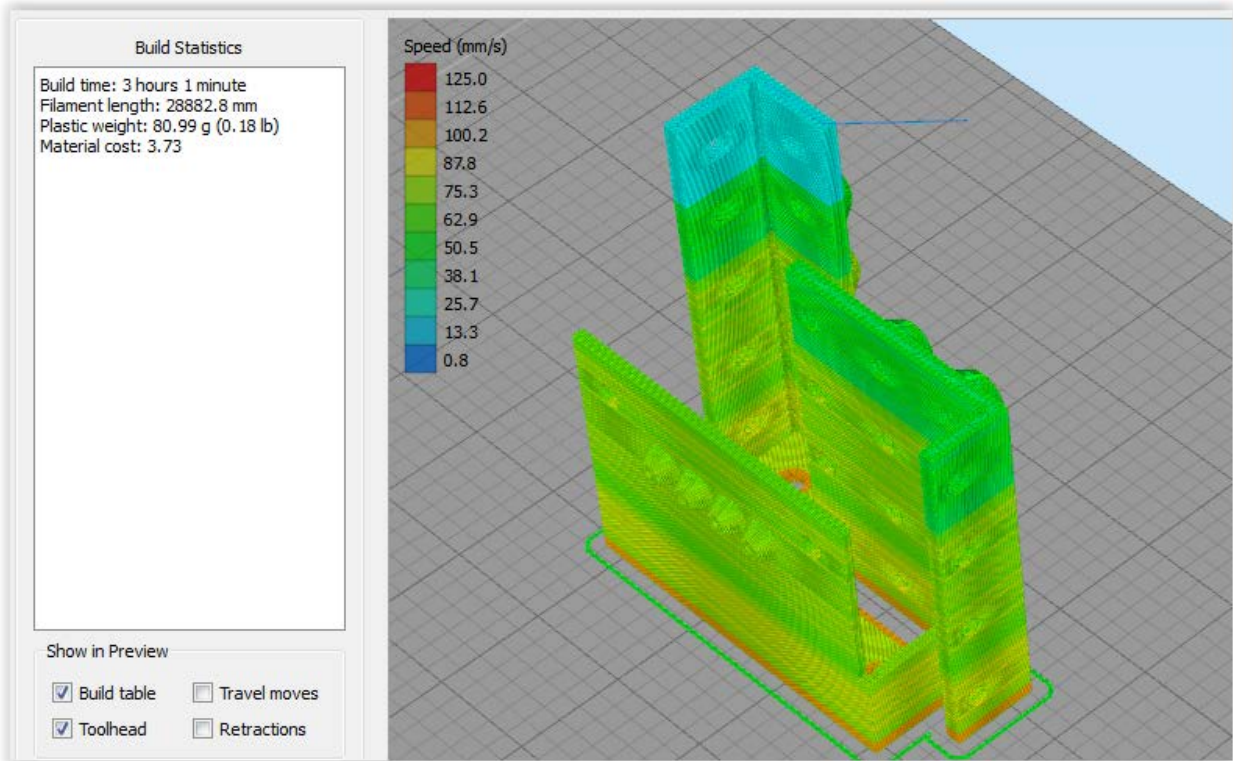 Build Statistics
Build time: 3 hours 1 minute
Filament length: 28882.8 mm
Plastic weight: 80.99 g (0.18 lb)
Material cost: 3.73
Show in Preview
Build table
Travel moves
Toolhead
Retractions
Speed (mm/s)
125.0
112.6
100.2
87.8
75.3
62.9
50.5
38.1
25.7
13.3
0.8